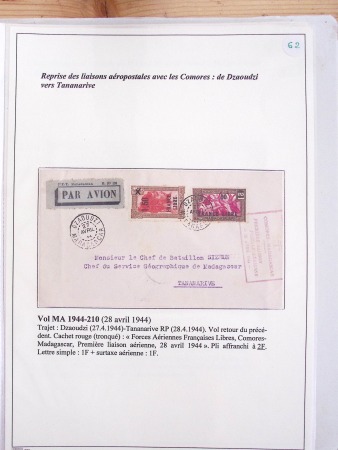 62
Reprise des liaisons aéropostales avec les Comores : de Dzaoudzi
vers Tananarive
PAR AVION
DZAOUDZI
FRANCE LIBRE
Monsieur le Chef de Bataillon
Chef du Service Géographique de Madagascar
TANANARIVE
Vol MA 1944-210 (28 avril 1944)
Trajet : Dzaoudzi (27.4.1944)-Tananarive RP (28.4.1944). Vol retour du précé-
dent. Cachet rouge (tronqué) : « Forces Aériennes Françaises Libres, Comores-
Madagascar, Première liaison aérienne, 28 avril 1944 ». Pli affranchi à 2F.
Lettre simple : 1F + surtaxe aérienne : 1F.